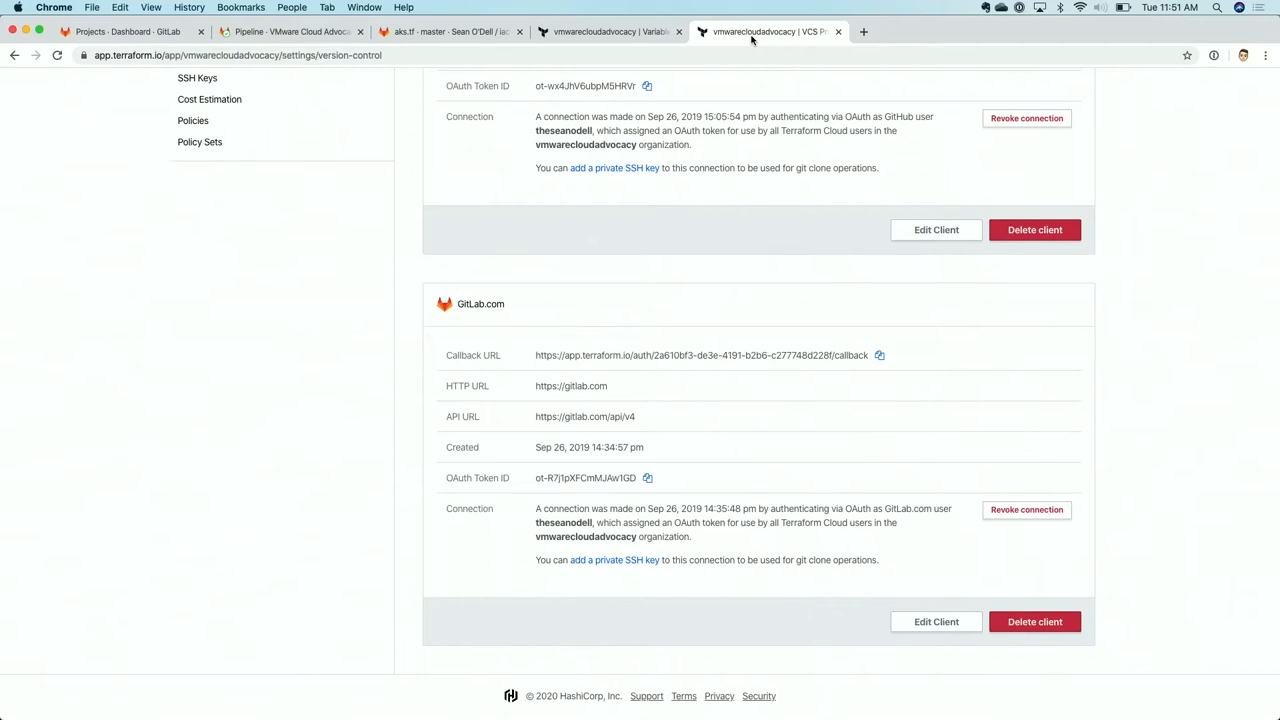 Chrome File Edit View History Bookmarks People Tab Window Help Tue 11:51 AM
Projects · Dashboard · GitLab Pipeline · VMware Cloud Advoca aks.tf · master · Sean O'Dell / iac vmwarecloudadvocacy | Variable vmwarecloudadvocacy | VCS Pr
app.terraform.io/app/vmwarecloudadvocacy/settings/version-control
SSH Keys
Cost Estimation
Policies
Policy Sets
OAuth Token ID ot-wx4JhV6ubpM5HRVr
Connection A connection was made on Sep 26, 2019 15:05:54 pm by authenticating via OAuth as GitHub user Revoke connection
theseanodell, which assigned an OAuth token for use by all Terraform Cloud users in the
vmwarecloudadvocacy organization.
You can add a private SSH key to this connection to be used for git clone operations.
Edit Client Delete client
GitLab.com
Callback URL https://app.terraform.io/auth/2a610bf3-de3e-4191-b2b6-c277748d228f/callback
HTTP URL https://gitlab.com
API URL https://gitlab.com/api/v4
Created Sep 26, 2019 14:34:57 pm
OAuth Token ID ot-R7j1pXFCmMJAw1GD
Connection A connection was made on Sep 26, 2019 14:35:48 pm by authenticating via OAuth as GitLab.com user Revoke connection
theseanodell, which assigned an OAuth token for use by all Terraform Cloud users in the
vmwarecloudadvocacy organization.
You can add a private SSH key to this connection to be used for git clone operations.
Edit Client Delete client
© 2020 HashiCorp, Inc. Support Terms Privacy Security